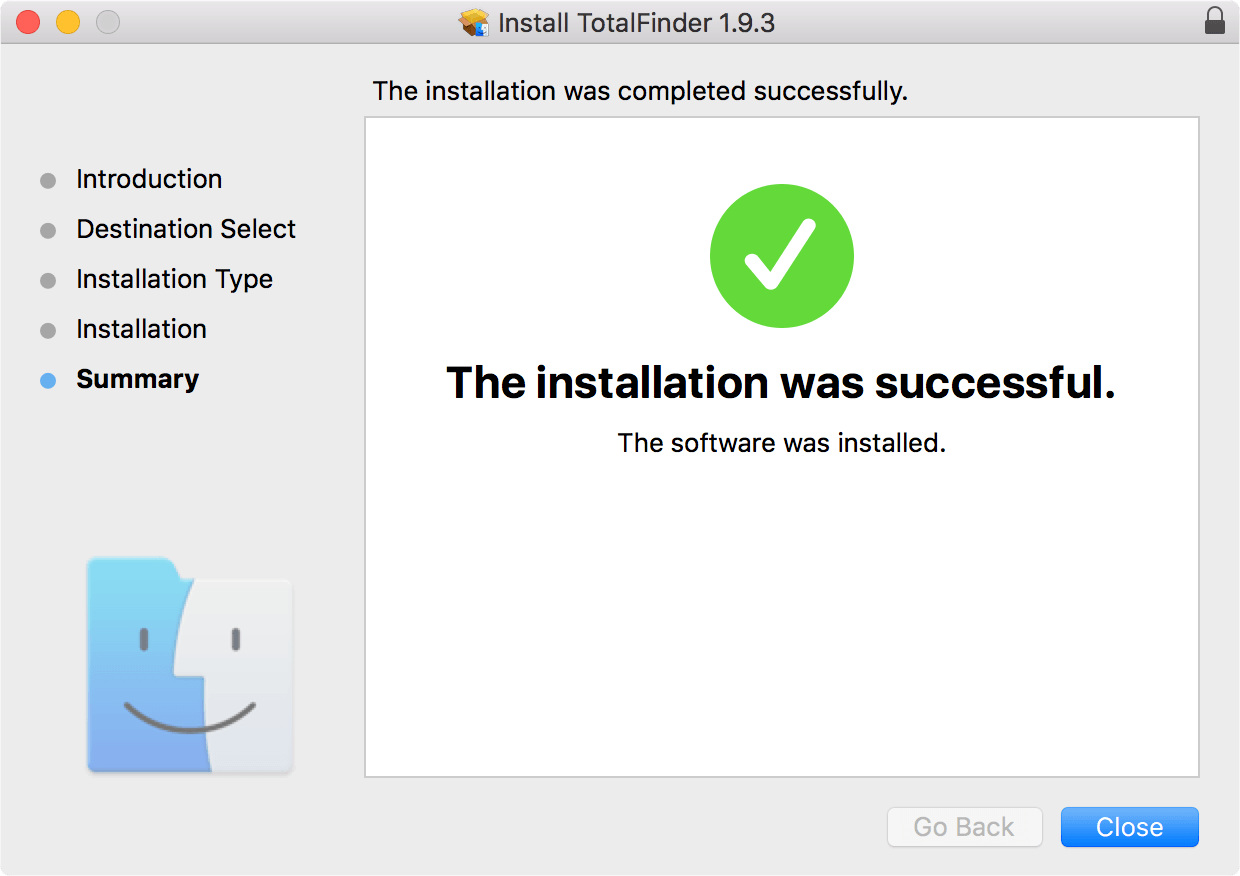 Install TotalFinder 1.9.3
The installation was completed successfully.
Introduction
Destination Select
Installation Type
Installation
Summary
The installation was successful.
The software was installed.
Go Back
Close